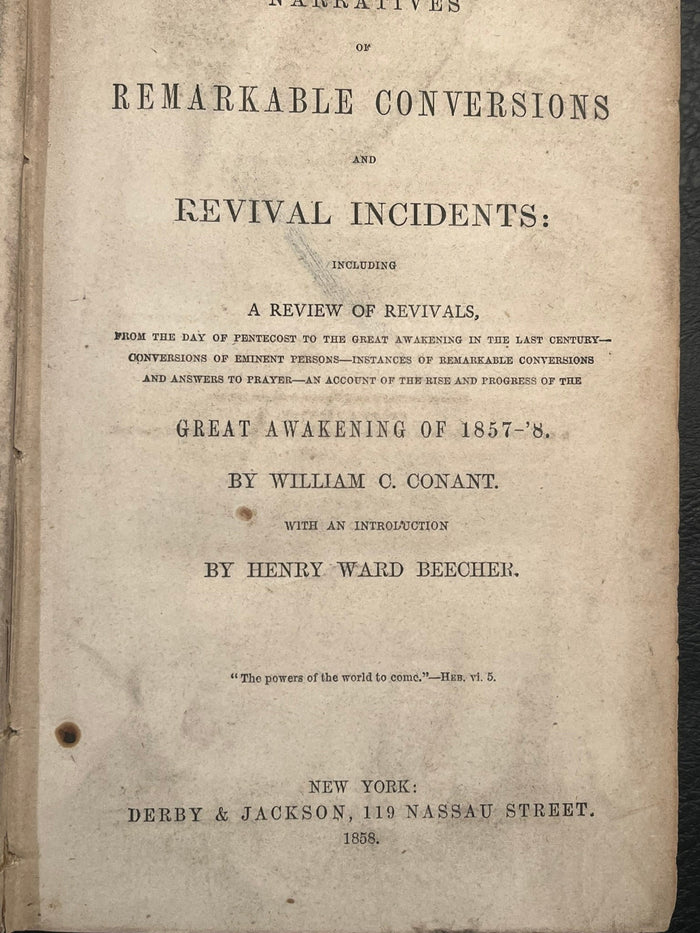 NARRATIVES
OF
REMARKABLE CONVERSIONS
AND
REVIVAL INCIDENTS:
INCLUDING
A REVIEW OF REVIVALS,
FROM THE DAY OF PENTECOST TO THE GREAT AWAKENING IN THE LAST CENTURY—
CONVERSIONS OF EMINENT PERSONS—INSTANCES OF REMARKABLE CONVERSIONS
AND ANSWERS TO PRAYER—AN ACCOUNT OF THE RISE AND PROGRESS OF THE
GREAT AWAKENING OF 1857-'8.
BY WILLIAM C. CONANT.
WITH AN INTRODUCTION
BY HENRY WARD BEECHER.
"The powers of the world to come."—HEB. vi. 5.
NEW YORK:
DERBY & JACKSON, 119 NASSAU STREET.
1858.